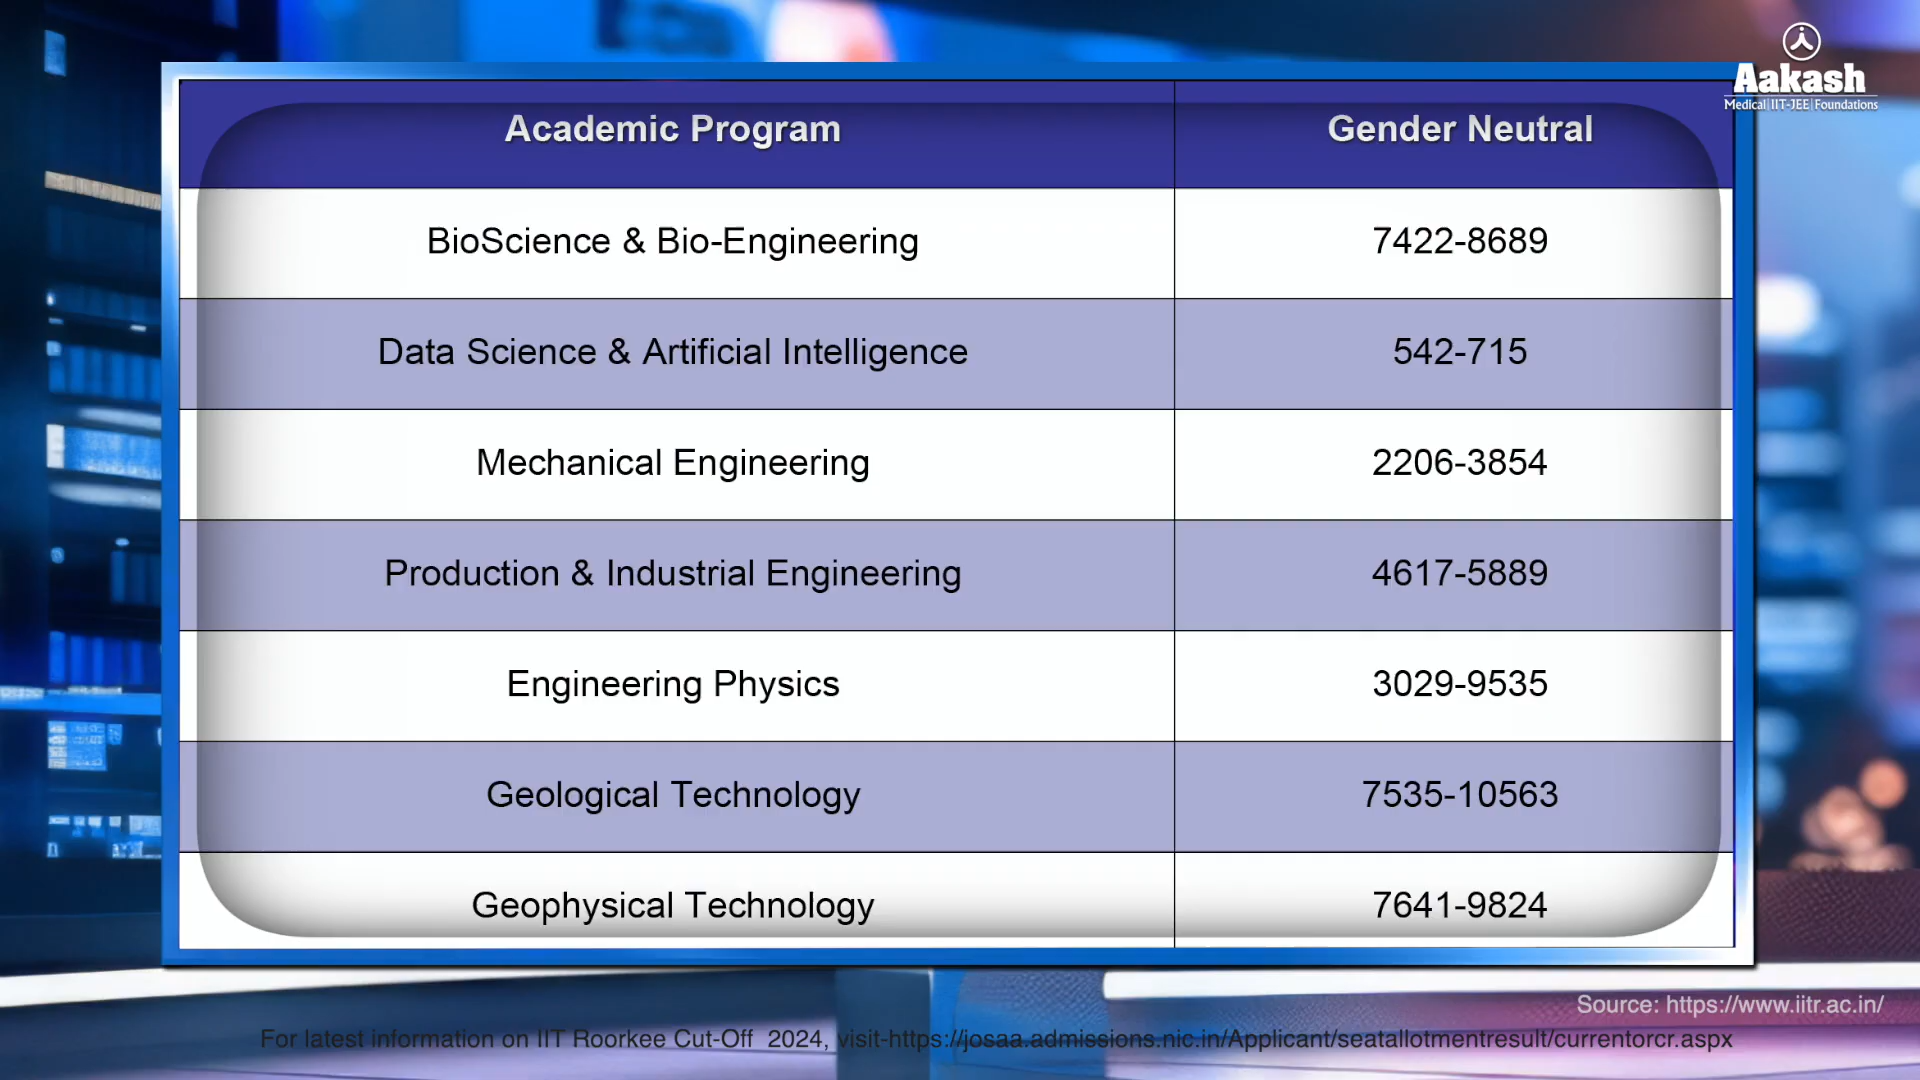 Aakash
Medical|IIT-JEE|Foundations
Academic Program Gender Neutral
BioScience & Bio-Engineering 7422-8689
Data Science & Artificial Intelligence 542-715
Mechanical Engineering 2206-3854
Production & Industrial Engineering 4617-5889
Engineering Physics 3029-9535
Geological Technology 7535-10563
Geophysical Technology 7641-9824
Source: https://www.iitr.ac.in/
For latest information on IIT Roorkee Cut-Off 2024, visit-https://josaa.admissions.nic.in/Applicant/seatallotmentresult/currentorcr.aspx